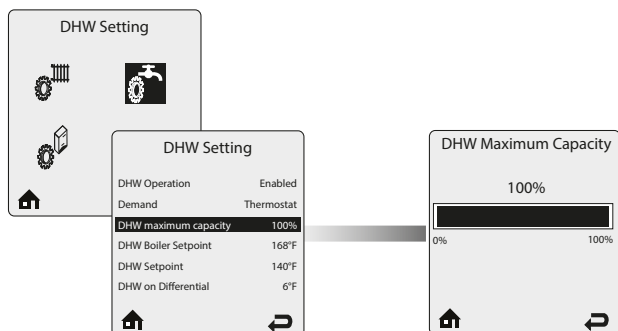 DHW Setting
DHW Setting
DHW Operation Enabled
Demand Thermostat
DHW maximum capacity 100%
DHW Boiler Setpoint 168°F
DHW Setpoint 140°F
DHW on Differential 6°F
DHW Maximum Capacity
100%
0% 100%